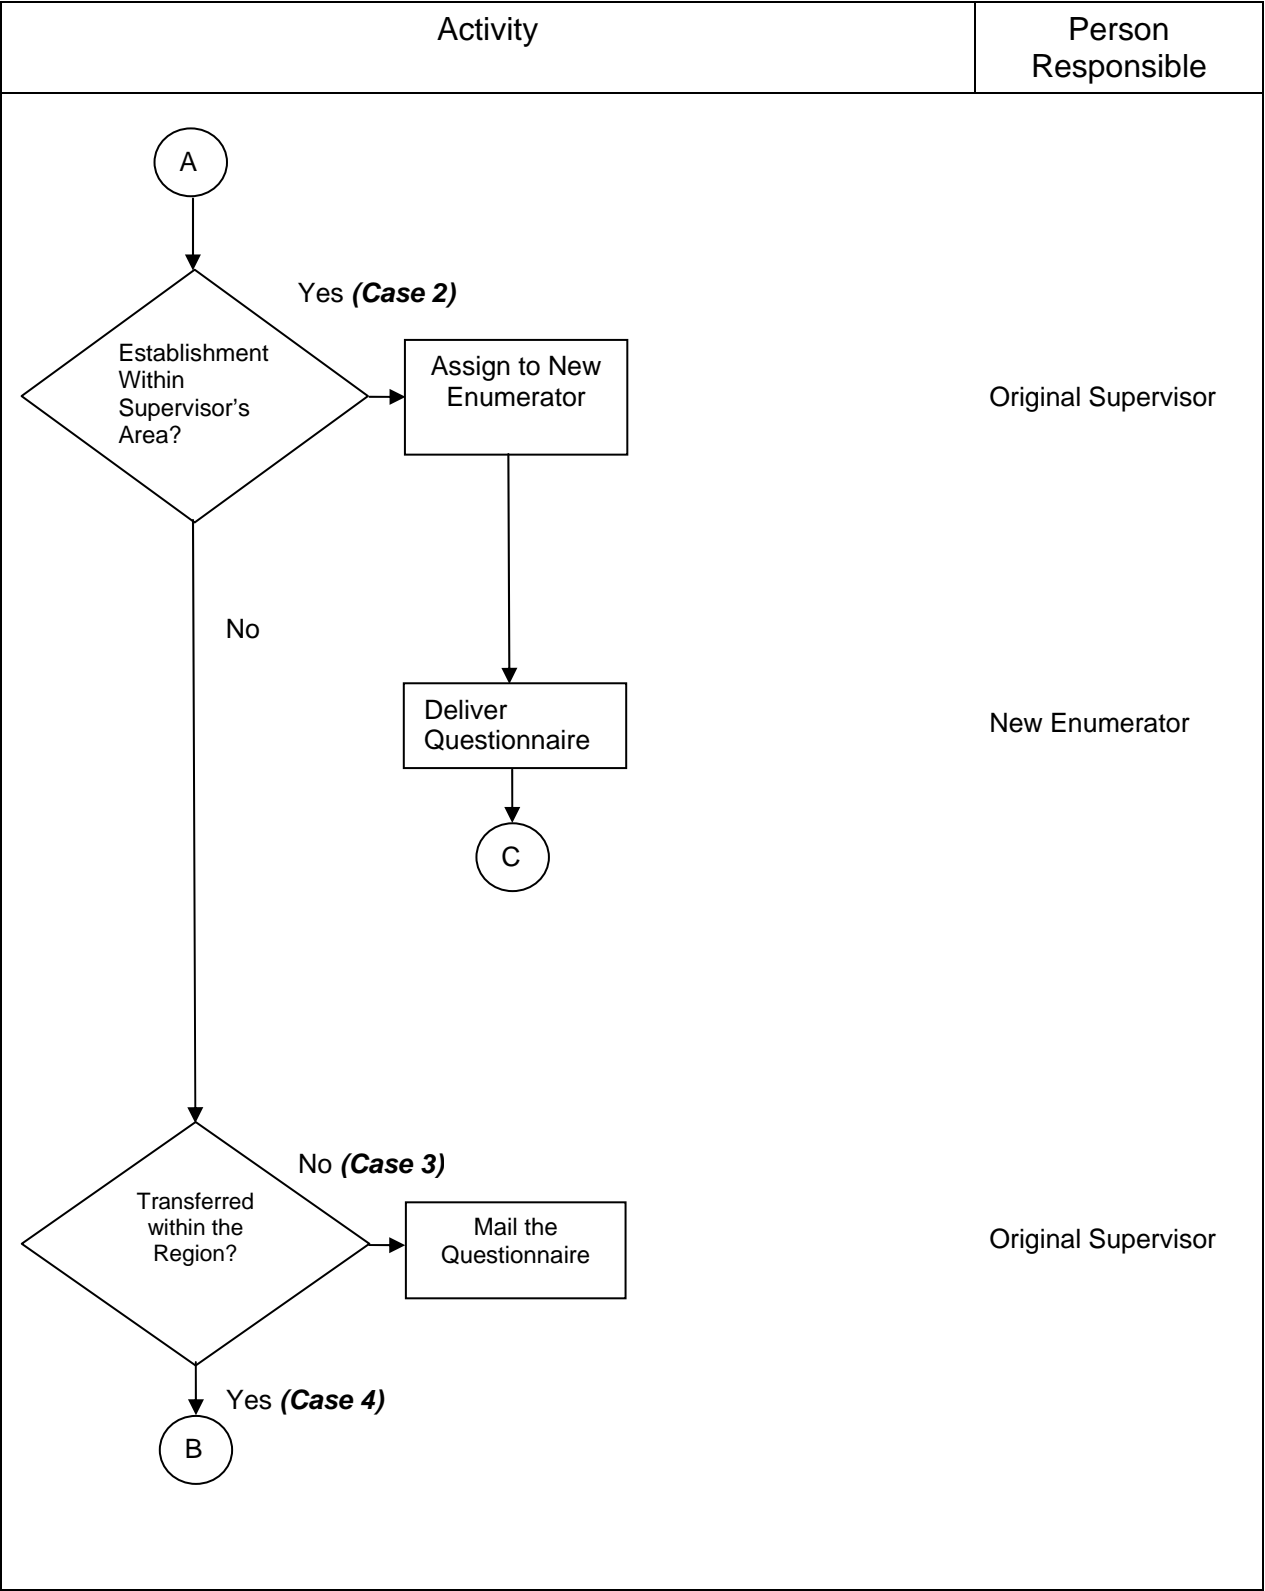 Activity
Person
Responsible
A
Yes (Case 2)
Establishment
Within
Supervisor's
Area?
Assign to New
Enumerator
Original Supervisor
No
Deliver
Questionnaire
New Enumerator
C
No (Case 3)
Transferred
within the
Region?
Mail the
Questionnaire
Original Supervisor
Yes (Case 4)
B